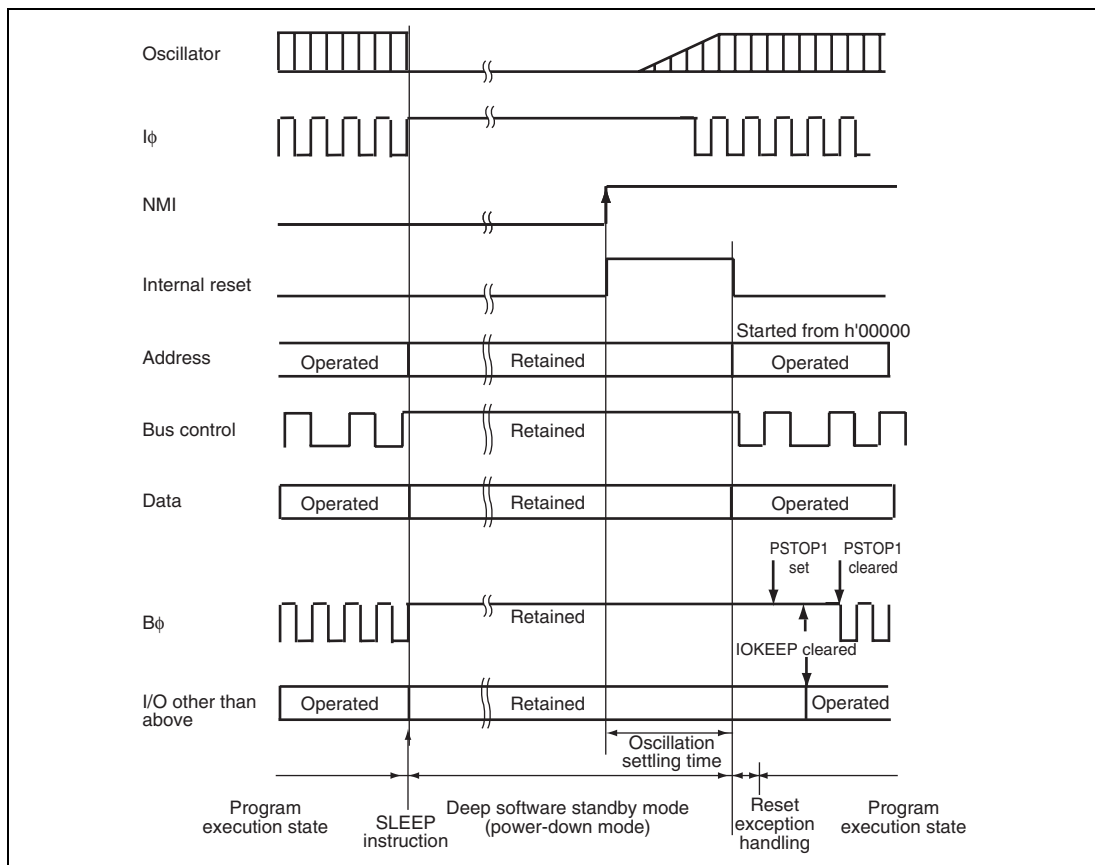 Oscillator
Iϕ
NMI
Internal reset
Started from h'00000
Address
Operated
Retained
Operated
Bus control
Retained
Data
Operated
Retained
Operated
PSTOP1
set
PSTOP1
cleared
Bϕ
Retained
IOKEEP cleared
I/O other than
above
Operated
Retained
Operated
Oscillation
settling time
Program
execution state
SLEEP
instruction
Deep software standby mode
(power-down mode)
Reset
exception
handling
Program
execution state